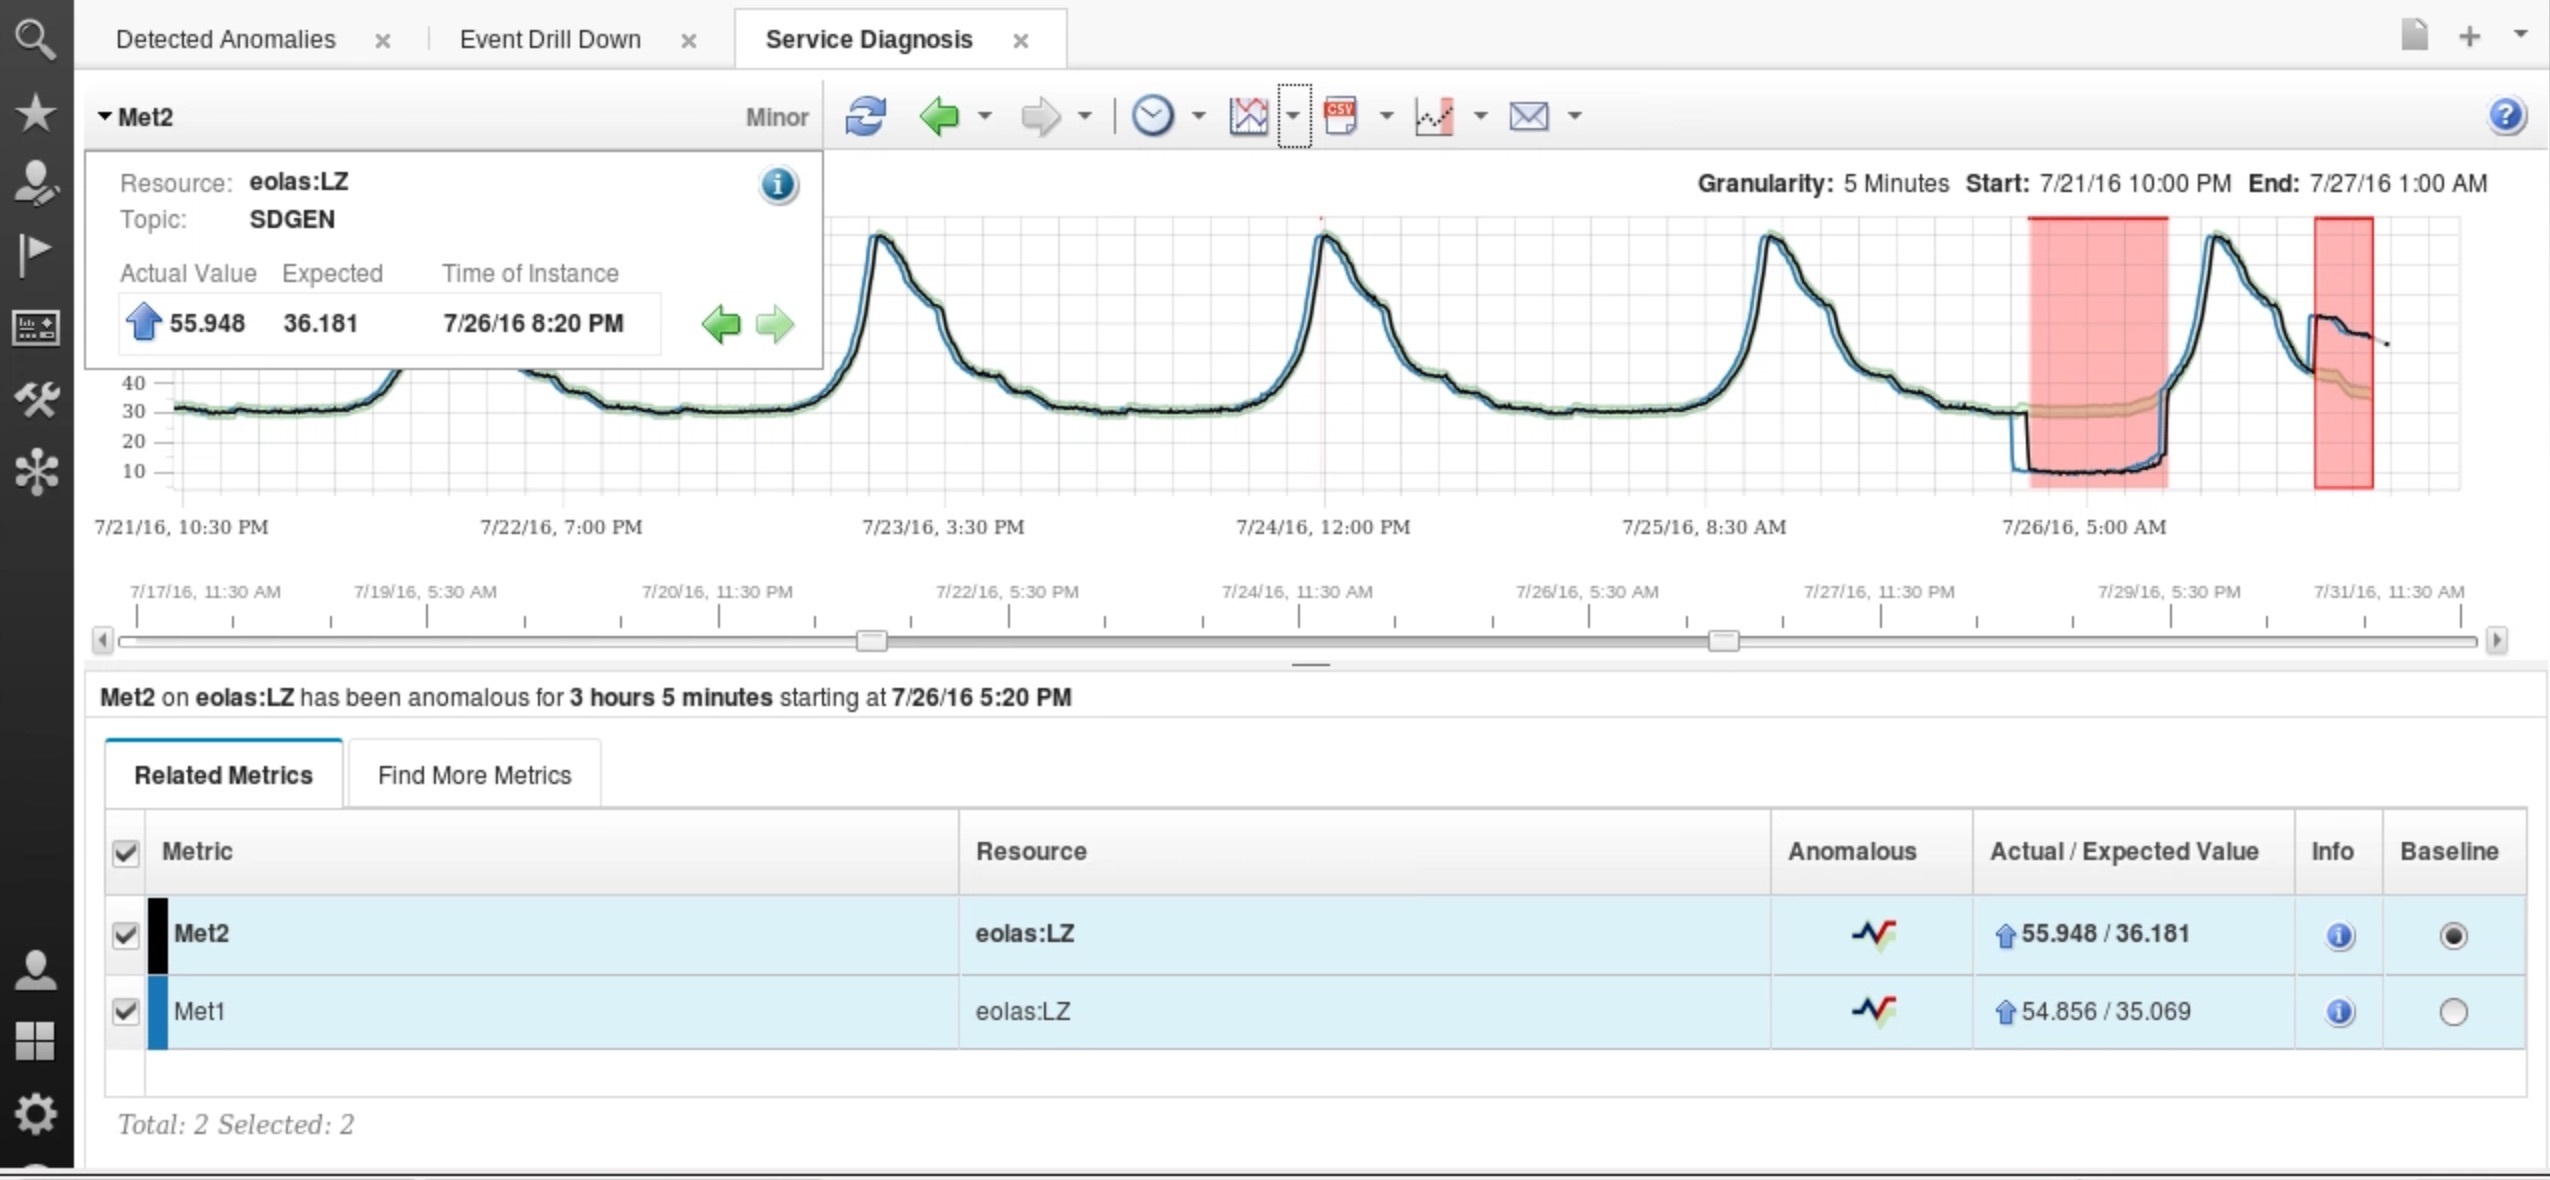 Detected Anomalies
Event Drill Down
Service Diagnosis
Met2
Minor
CSV
Resource: eolas:LZ
Topic: SDGEN
Actual Value Expected Time of Instance
55.948 36.181 7/26/16 8:20 PM
Granularity: 5 Minutes Start: 7/21/16 10:00 PM End: 7/27/16 1:00 AM
40
30
20
10
7/21/16, 10:30 PM 7/22/16, 7:00 PM 7/23/16, 3:30 PM 7/24/16, 12:00 PM 7/25/16, 8:30 AM 7/26/16, 5:00 AM
7/17/16, 11:30 AM 7/19/16, 5:30 AM 7/20/16, 11:30 PM 7/22/16, 5:30 PM 7/24/16, 11:30 AM 7/26/16, 5:30 AM 7/27/16, 11:30 PM 7/29/16, 5:30 PM 7/31/16, 11:30 AM
Met2 on eolas:LZ has been anomalous for 3 hours 5 minutes starting at 7/26/16 5:20 PM
Related Metrics
Find More Metrics
Metric Resource Anomalous Actual / Expected Value Info Baseline
Met2 eolas:LZ 55.948 / 36.181
Met1 eolas:LZ 54.856 / 35.069
Total: 2 Selected: 2